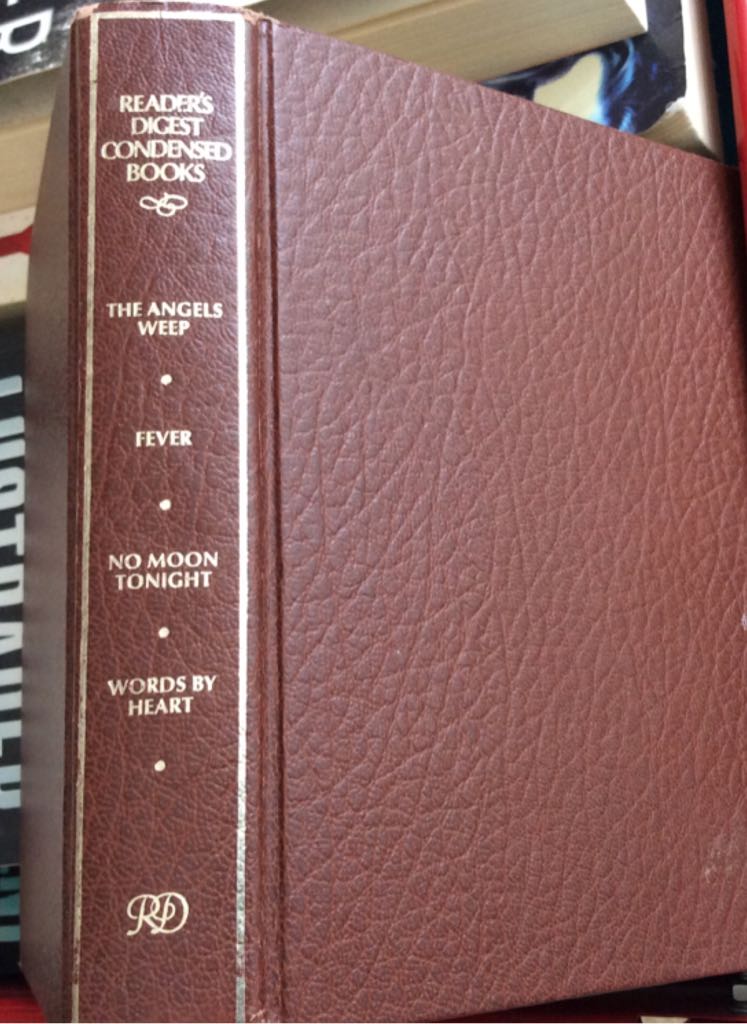 READER'S
DIGEST
CONDENSED
BOOKS
THE ANGELS
WEEP
FEVER
NO MOON
TONIGHT
WORDS BY
HEART
RD